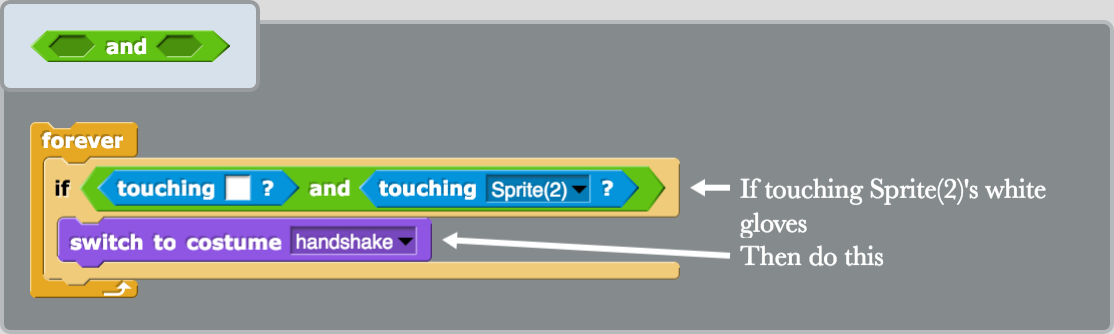 and
forever
if touching ? and touching Sprite(2) ?
If touching Sprite(2)'s white
gloves
switch to costume handshake
Then do this